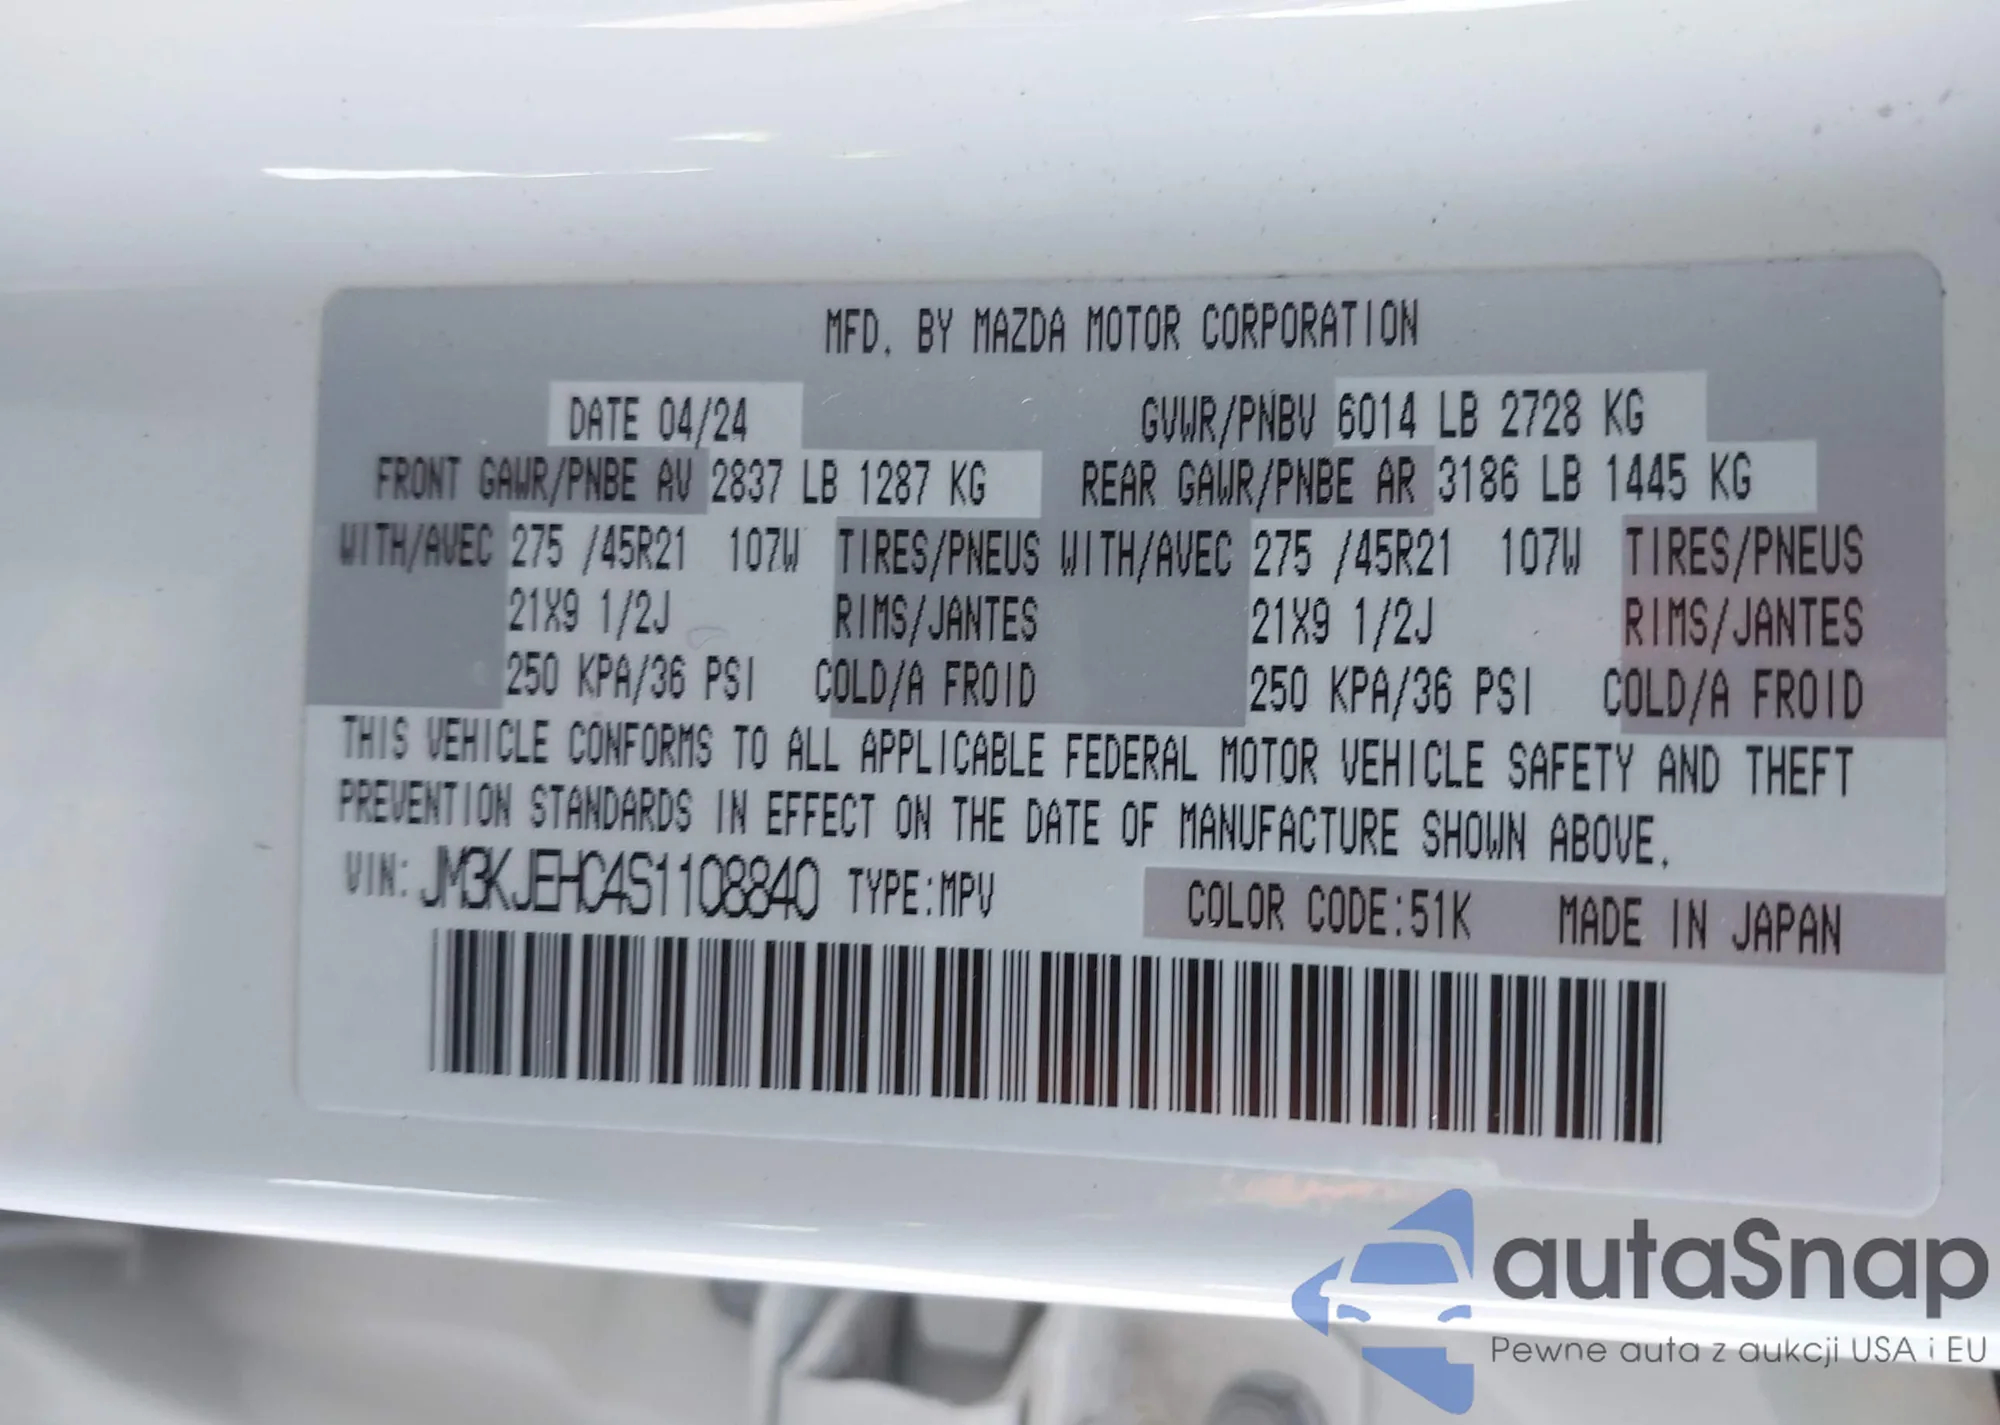 MFD. BY MAZDA MOTOR CORPORATION
DATE 04/24 GVWR/PNBV 6014 LB 2728 KG
FRONT GAWR/PNBE AV 2837 LB 1287 KG REAR GAWR/PNBE AR 3186 LB 1445 KG
WITH/AVEC 275 /45R21 107W TIRES/PNEUS WITH/AVEC 275 /45R21 107W TIRES/PNEUS
21X9 1/2J RIMS/JANTES 21X9 1/2J RIMS/JANTES
250 KPA/36 PSI COLD/A FROID 250 KPA/36 PSI COLD/A FROID
THIS VEHICLE CONFORMS TO ALL APPLICABLE FEDERAL MOTOR VEHICLE SAFETY AND THEFT
PREVENTION STANDARDS IN EFFECT ON THE DATE OF MANUFACTURE SHOWN ABOVE.
VIN: JM3KJEHC4S1108840 TYPE:MPV COLOR CODE:51K MADE IN JAPAN
autaSnap
Pewne auta z aukcji USA i EU